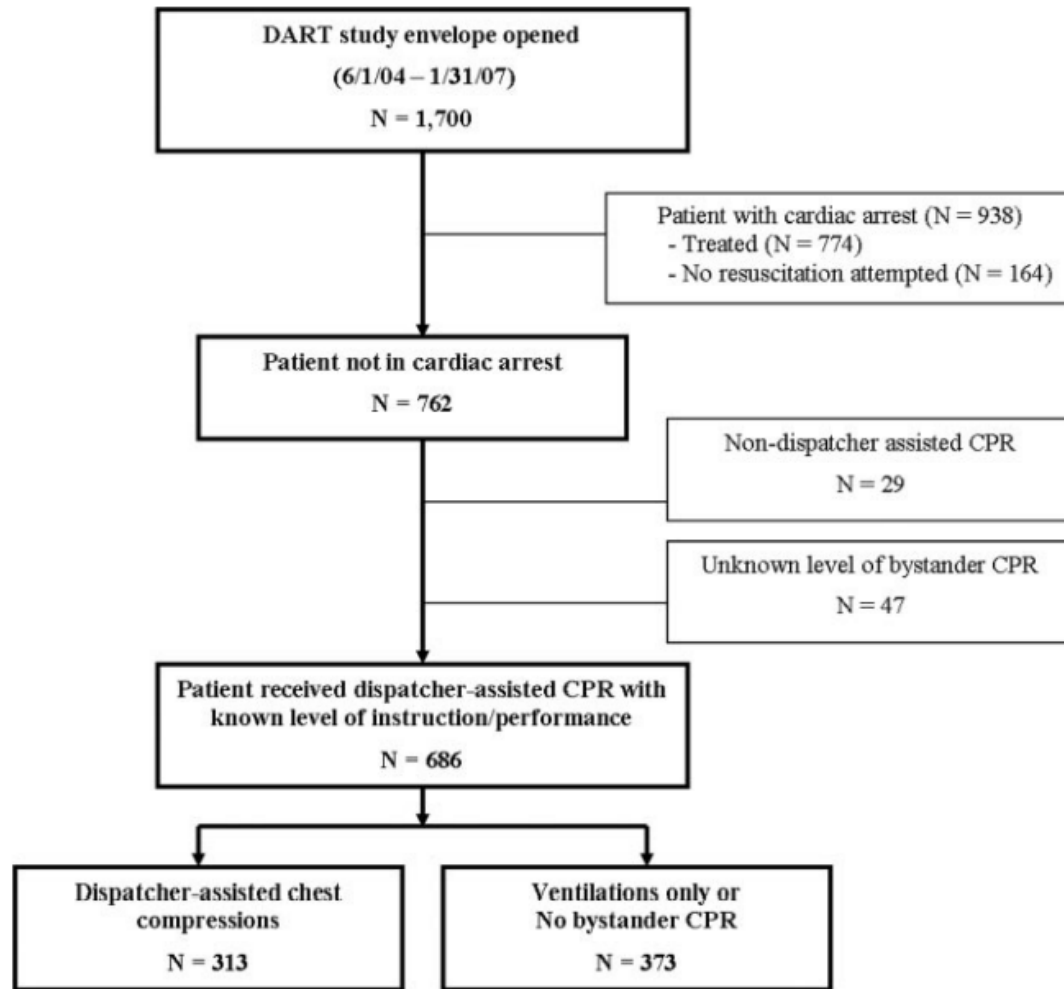 DART study envelope opened
(6/1/04 – 1/31/07)
N = 1,700
Patient with cardiac arrest (N = 938)
- Treated (N = 774)
- No resuscitation attempted (N = 164)
Patient not in cardiac arrest
N = 762
Non-dispatcher assisted CPR
N = 29
Unknown level of bystander CPR
N = 47
Patient received dispatcher-assisted CPR with
known level of instruction/performance
N = 686
Dispatcher-assisted chest
compressions
N = 313
Ventilations only or
No bystander CPR
N = 373